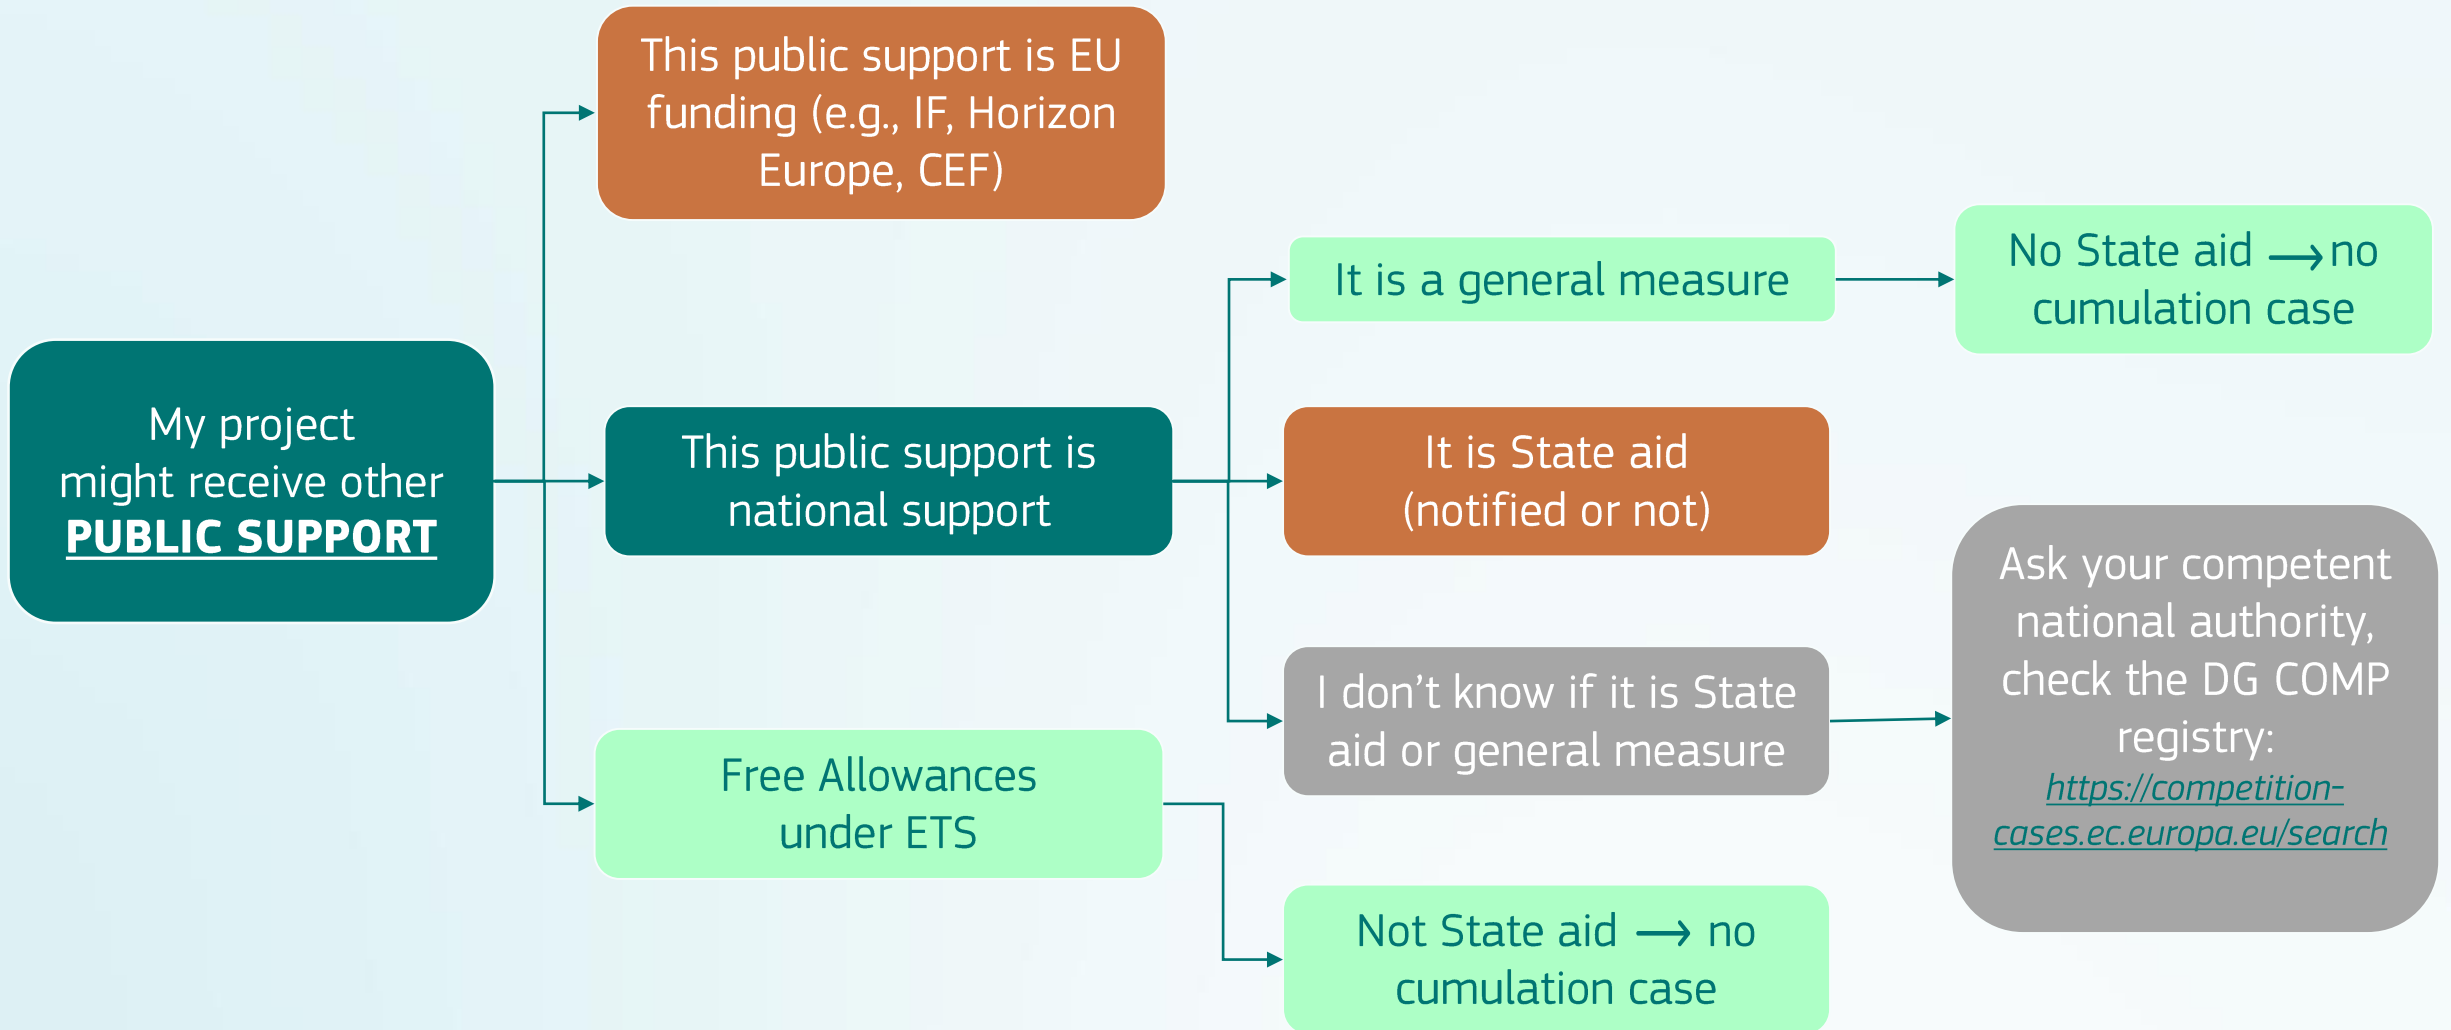 This public support is EU
funding (e.g., IF, Horizon
Europe, CEF)
My project
might receive other
PUBLIC SUPPORT
This public support is
national support
Free Allowances
under ETS
It is a general measure
No State aid → no
cumulation case
It is State aid
(notified or not)
I don’t know if it is State
aid or general measure
Ask your competent
national authority,
check the DG COMP
registry:
https://competition-
cases.ec.europa.eu/search
Not State aid → no
cumulation case